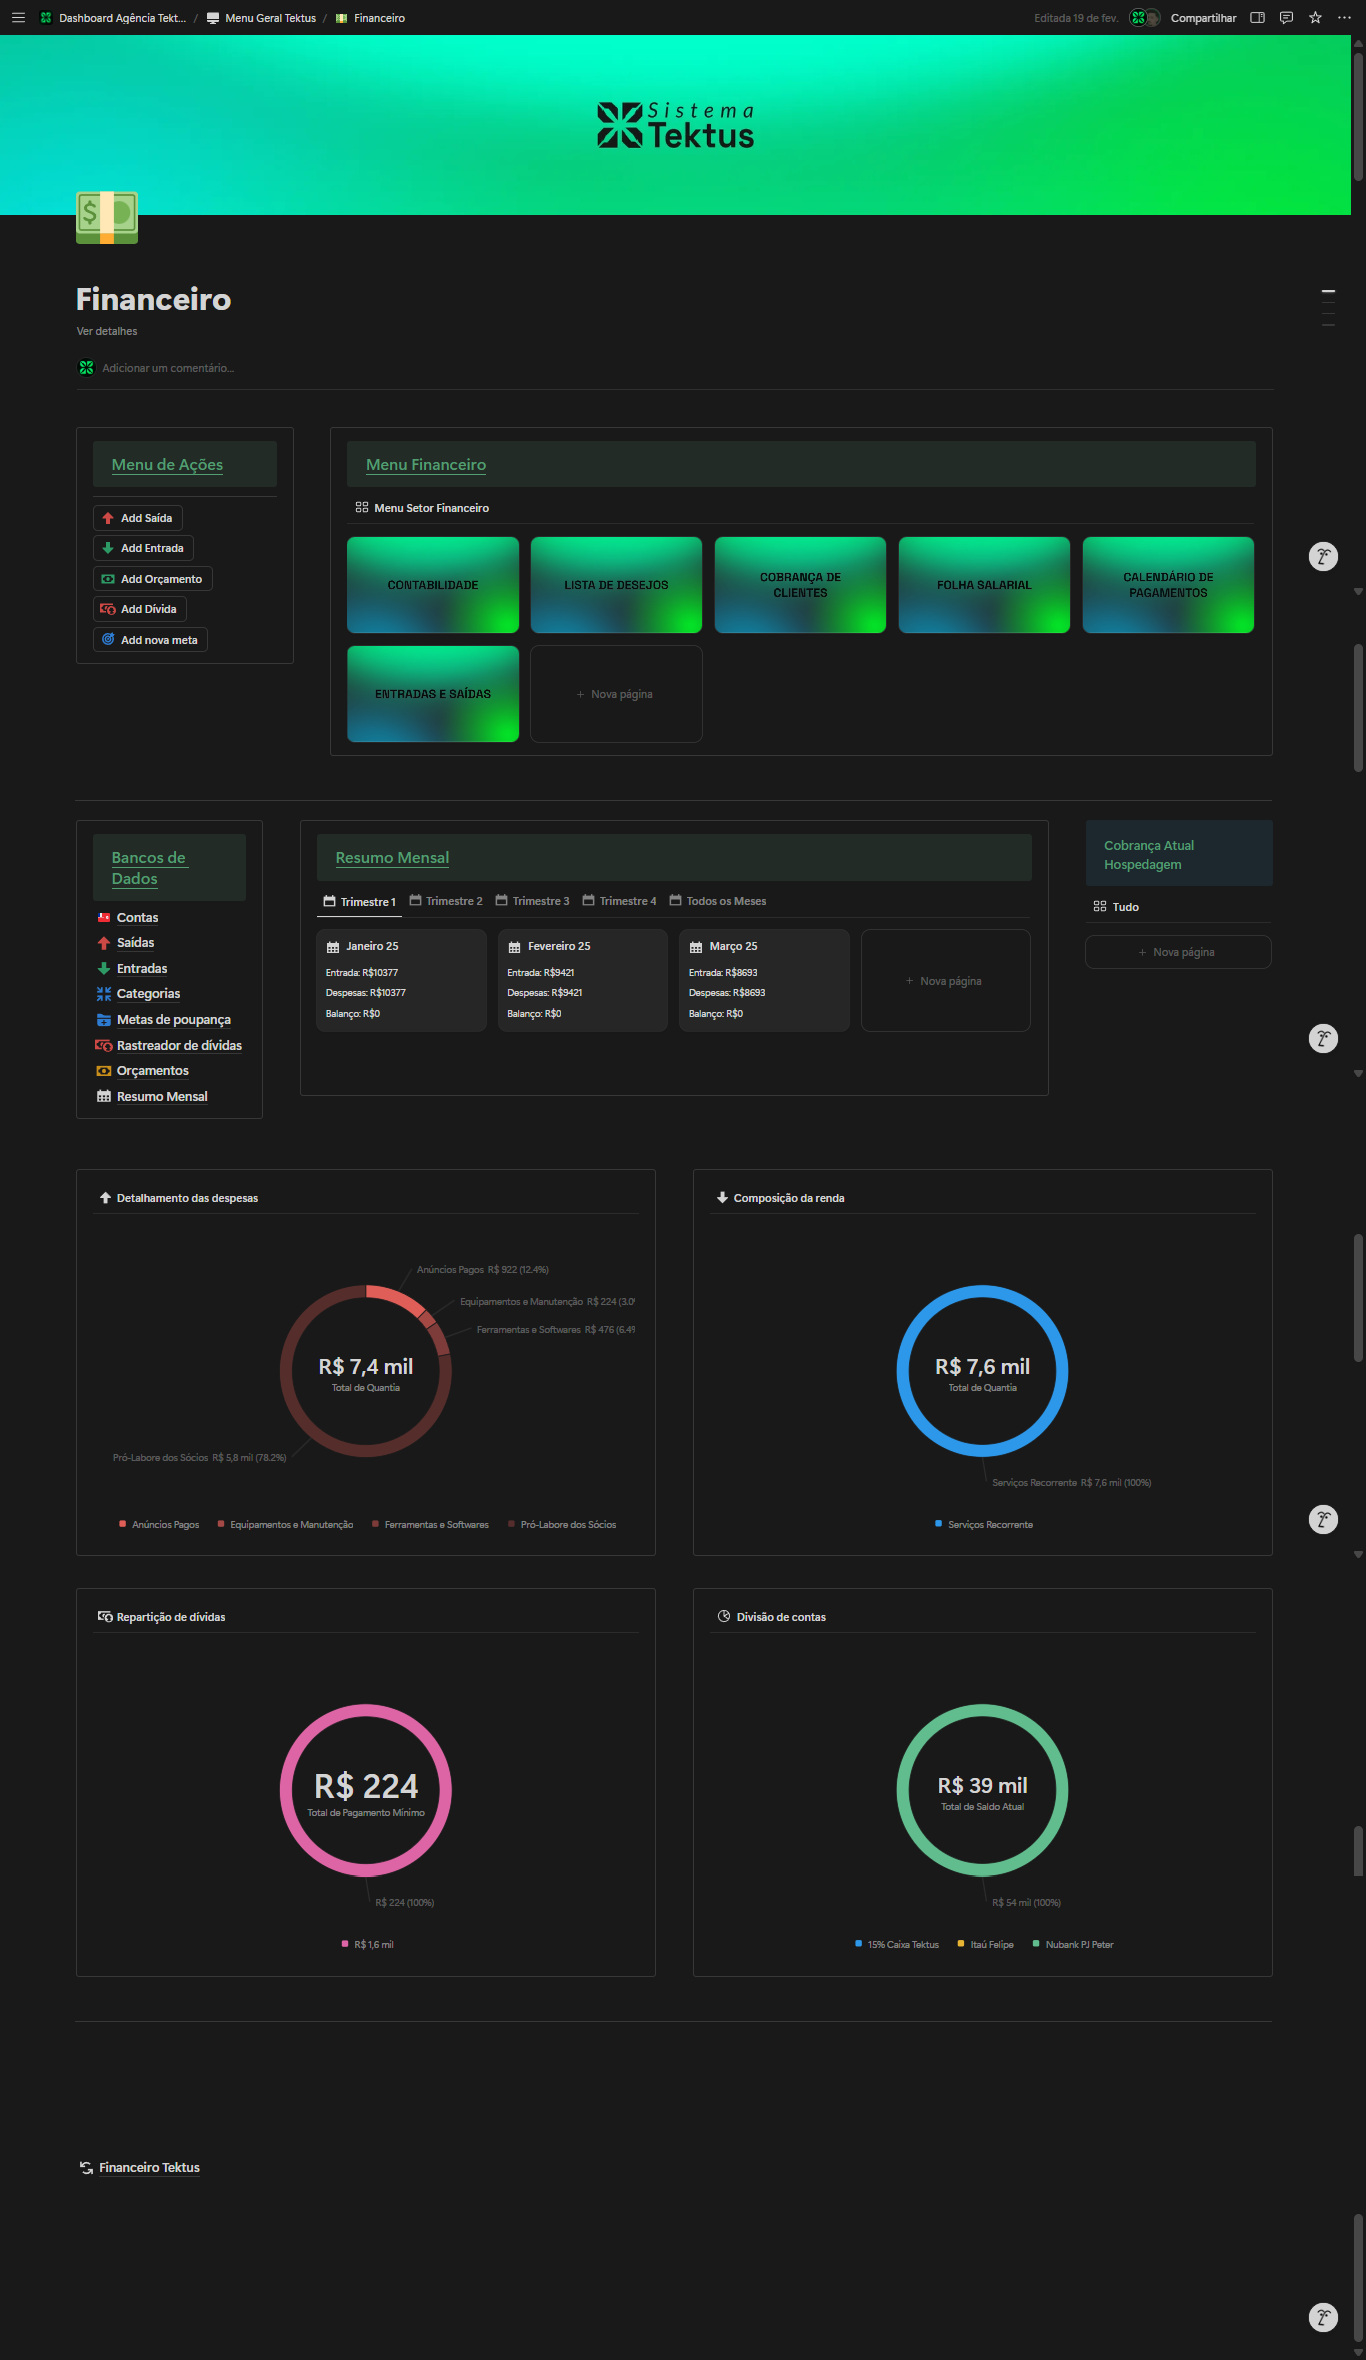 Dashboard Agência Tekt... / Menu Geral Tektus / Financeiro
Editada 19 de fev. Compartilhar
Sistema
Tektus
Financeiro
Ver detalhes
Adicionar um comentário...
Menu de Ações
Add Saída
Add Entrada
Add Orçamento
Add Dívida
Add nova meta
Menu Financeiro
Menu Setor Financeiro
CONTABILIDADE
LISTA DE DESEJOS
COBRANÇA DE
CLIENTES
FOLHA SALARIAL
CALENDÁRIO DE
PAGAMENTOS
ENTRADAS E SAÍDAS
+ Nova página
Bancos de
Dados
Contas
Saídas
Entradas
Categorias
Metas de poupança
Rastreador de dívidas
Orçamentos
Resumo Mensal
Resumo Mensal
Trimestre 1 Trimestre 2 Trimestre 3 Trimestre 4 Todos os Meses
Janeiro 25
Entrada: R$10377
Despesas: R$10377
Balanço: R$0
Fevereiro 25
Entrada: R$9421
Despesas: R$9421
Balanço: R$0
Março 25
Entrada: R$8693
Despesas: R$8693
Balanço: R$0
+ Nova página
Cobrança Atual
Hospedagem
Tudo
+ Nova página
Detalhamento das despesas
Anúncios Pagos R$ 922 (12.4%)
Equipamentos e Manutenção R$ 224 (3.0
Ferramentas e Softwares R$ 476 (6.4
R$ 7,4 mil
Total de Quantia
Pró-Labore dos Sócios R$ 5,8 mil (78.2%)
Anúncios Pagos Equipamentos e Manutenção Ferramentas e Softwares Pró-Labore dos Sócios
Composição da renda
R$ 7,6 mil
Total de Quantia
Serviços Recorrente R$ 7,6 mil (100%)
Serviços Recorrente
Repartição de dívidas
R$ 224
Total de Pagamento Mínimo
R$ 224 (100%)
R$ 1,6 mil
Divisão de contas
R$ 39 mil
Total de Saldo Atual
R$ 54 mil (100%)
15% Caixa Tektus Itaú Felipe Nubank PJ Peter
Financeiro Tektus